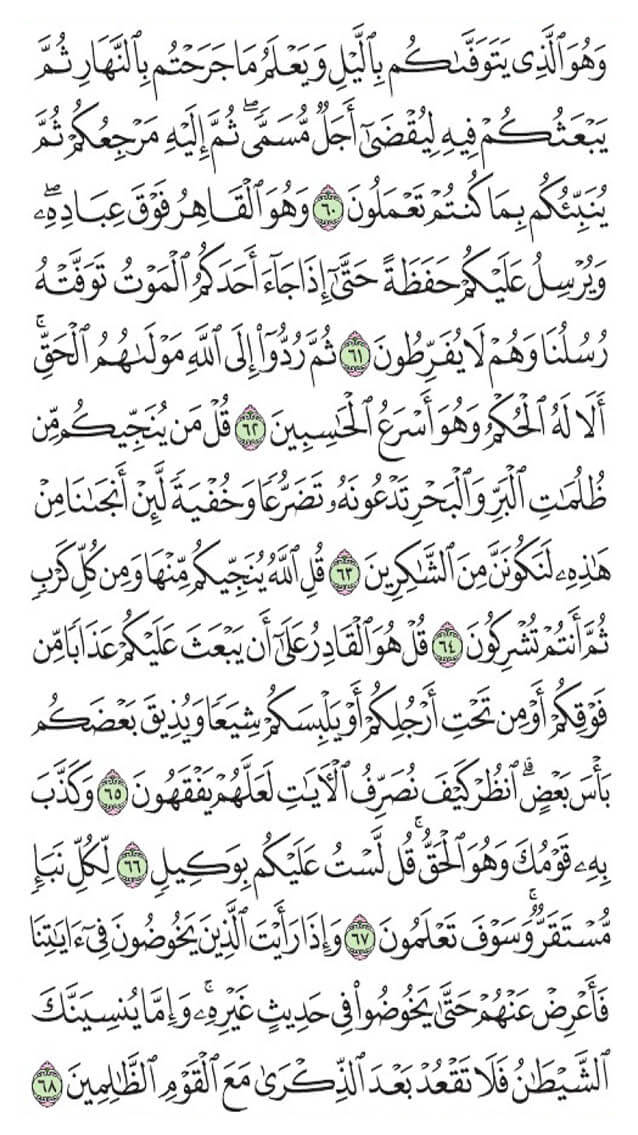 وَهُوَ ٱلَّذِي يَتَوَفَّىٰكُم بِٱلَّيْلِ وَيَعْلَمُ مَا جَرَحْتُم بِٱلنَّهَارِ ثُمَّ
يَبْعَثُكُمْ فِيهِ لِيُقْضَىٰٓ أَجَلٌ مُّسَمًّى ۖ ثُمَّ إِلَيْهِ مَرْجِعُكُمْ ثُمَّ
يُنَبِّئُكُم بِمَا كُنتُمْ تَعْمَلُونَ ٦٠ وَهُوَ ٱلْقَاهِرُ فَوْقَ عِبَادِهِۦ ۖ
وَيُرْسِلُ عَلَيْكُمْ حَفَظَةً حَتَّىٰٓ إِذَا جَآءَ أَحَدَكُمُ ٱلْمَوْتُ تَوَفَّتْهُ
رُسُلُنَا وَهُمْ لَا يُفَرِّطُونَ ٦١ ثُمَّ رُدُّوٓا۟ إِلَى ٱللَّهِ مَوْلَىٰهُمُ ٱلْحَقِّ ۚ
أَلَا لَهُ ٱلْحُكْمُ وَهُوَ أَسْرَعُ ٱلْحَٰسِبِينَ ٦٢ قُلْ مَن يُنَجِّيكُم مِّن
ظُلُمَٰتِ ٱلْبَرِّ وَٱلْبَحْرِ تَدْعُونَهُۥ تَضَرُّعًا وَخُفْيَةً لَّئِنْ أَنجَىٰنَا مِنْ
هَٰذِهِۦ لَنَكُونَنَّ مِنَ ٱلشَّٰكِرِينَ ٦٣ قُلِ ٱللَّهُ يُنَجِّيكُم مِّنْهَا وَمِن كُلِّ كَرْبٍ
ثُمَّ أَنتُمْ تُشْرِكُونَ ٦٤ قُلْ هُوَ ٱلْقَادِرُ عَلَىٰٓ أَن يَبْعَثَ عَلَيْكُمْ عَذَابًا مِّن
فَوْقِكُمْ أَوْ مِن تَحْتِ أَرْجُلِكُمْ أَوْ يَلْبِسَكُمْ شِيَعًا وَيُذِيقَ بَعْضَكُم
بَأْسَ بَعْضٍ ۗ ٱنظُرْ كَيْفَ نُصَرِّفُ ٱلْءَايَٰتِ لَعَلَّهُمْ يَفْقَهُونَ ٦٥ وَكَذَّبَ
بِهِۦ قَوْمُكَ وَهُوَ ٱلْحَقُّ ۚ قُل لَّسْتُ عَلَيْكُم بِوَكِيلٍ ٦٦ لِّكُلِّ نَبَإٍ
مُّسْتَقَرٌّ ۚ وَسَوْفَ تَعْلَمُونَ ٦٧ وَإِذَا رَأَيْتَ ٱلَّذِينَ يَخُوضُونَ فِىٓ ءَايَٰتِنَا
فَأَعْرِضْ عَنْهُمْ حَتَّىٰ يَخُوضُوا۟ فِى حَدِيثٍ غَيْرِهِۦ ۚ وَإِمَّا يُنسِيَنَّكَ
ٱلشَّيْطَٰنُ فَلَا تَقْعُدْ بَعْدَ ٱلذِّكْرَىٰ مَعَ ٱلْقَوْمِ ٱلظَّٰلِمِينَ ٦٨